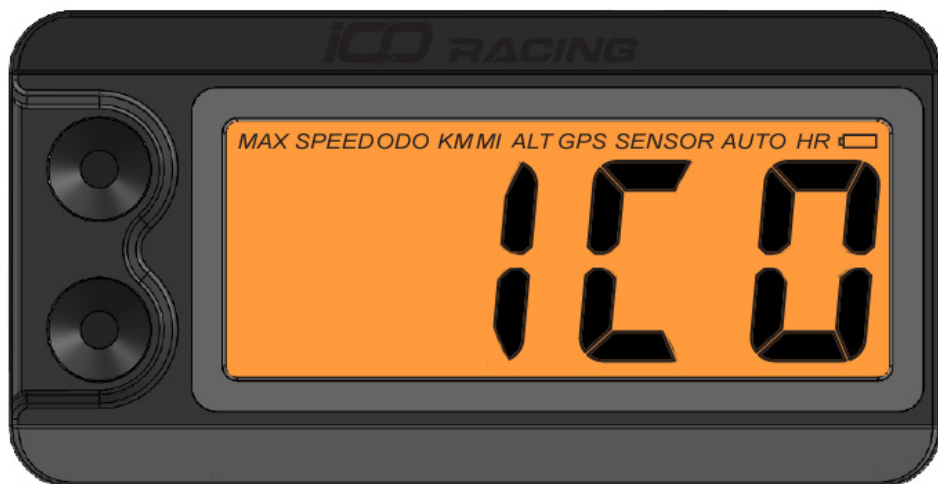 iCO RACING
MAX SPEED ODO KM MI ALT GPS SENSOR AUTO HR
ICO